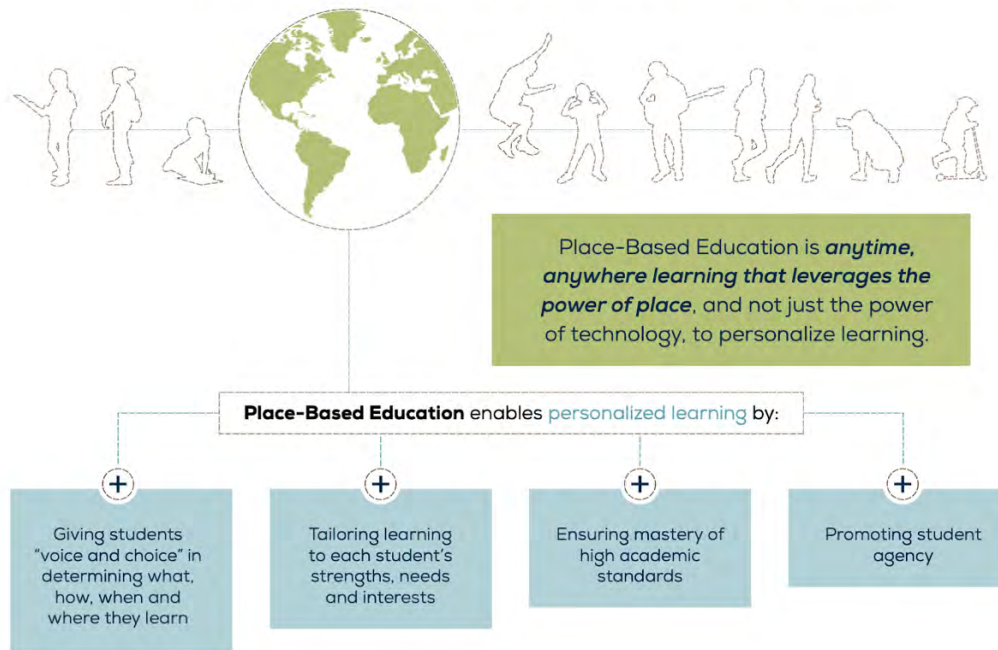 Place-Based Education is anytime,
anywhere learning that leverages the
power of place, and not just the power
of technology, to personalize learning.
Place-Based Education enables personalized learning by:
+
Giving students
"voice and choice" in
determining what,
how, when and
where they learn
+
Tailoring learning
to each student's
strengths, needs
and interests
+
Ensuring mastery of
high academic
standards
+
Promoting student
agency